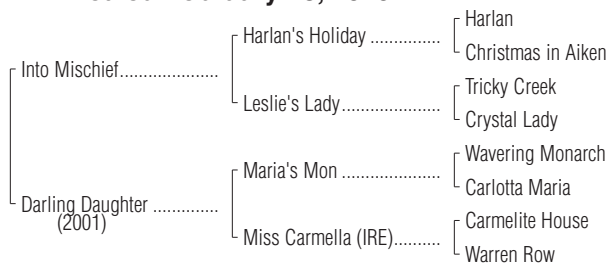 Harlan
Harlan's Holiday ..................
Christmas in Aiken
Into Mischief.....................
Tricky Creek
Leslie's Lady.....................
Crystal Lady
Wavering Monarch
Maria's Mon .....................
Carlotta Maria
Darling Daughter ..............
(2001)
Carmelite House
Miss Carmella (IRE)..........
Warren Row